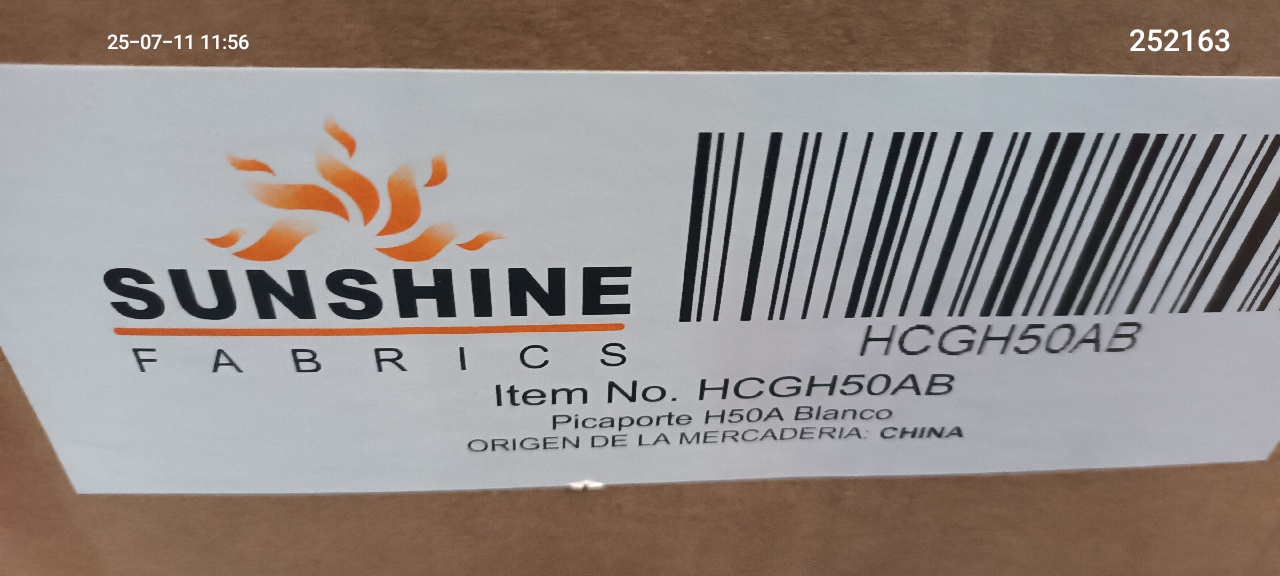 25-07-11 11:56
252163
SUNSHINE
FABRICS
HCGH50AB
Item No. HCGH50AB
Picaporte H50A Blanco
ORIGEN DE LA MERCADERIA: CHINA